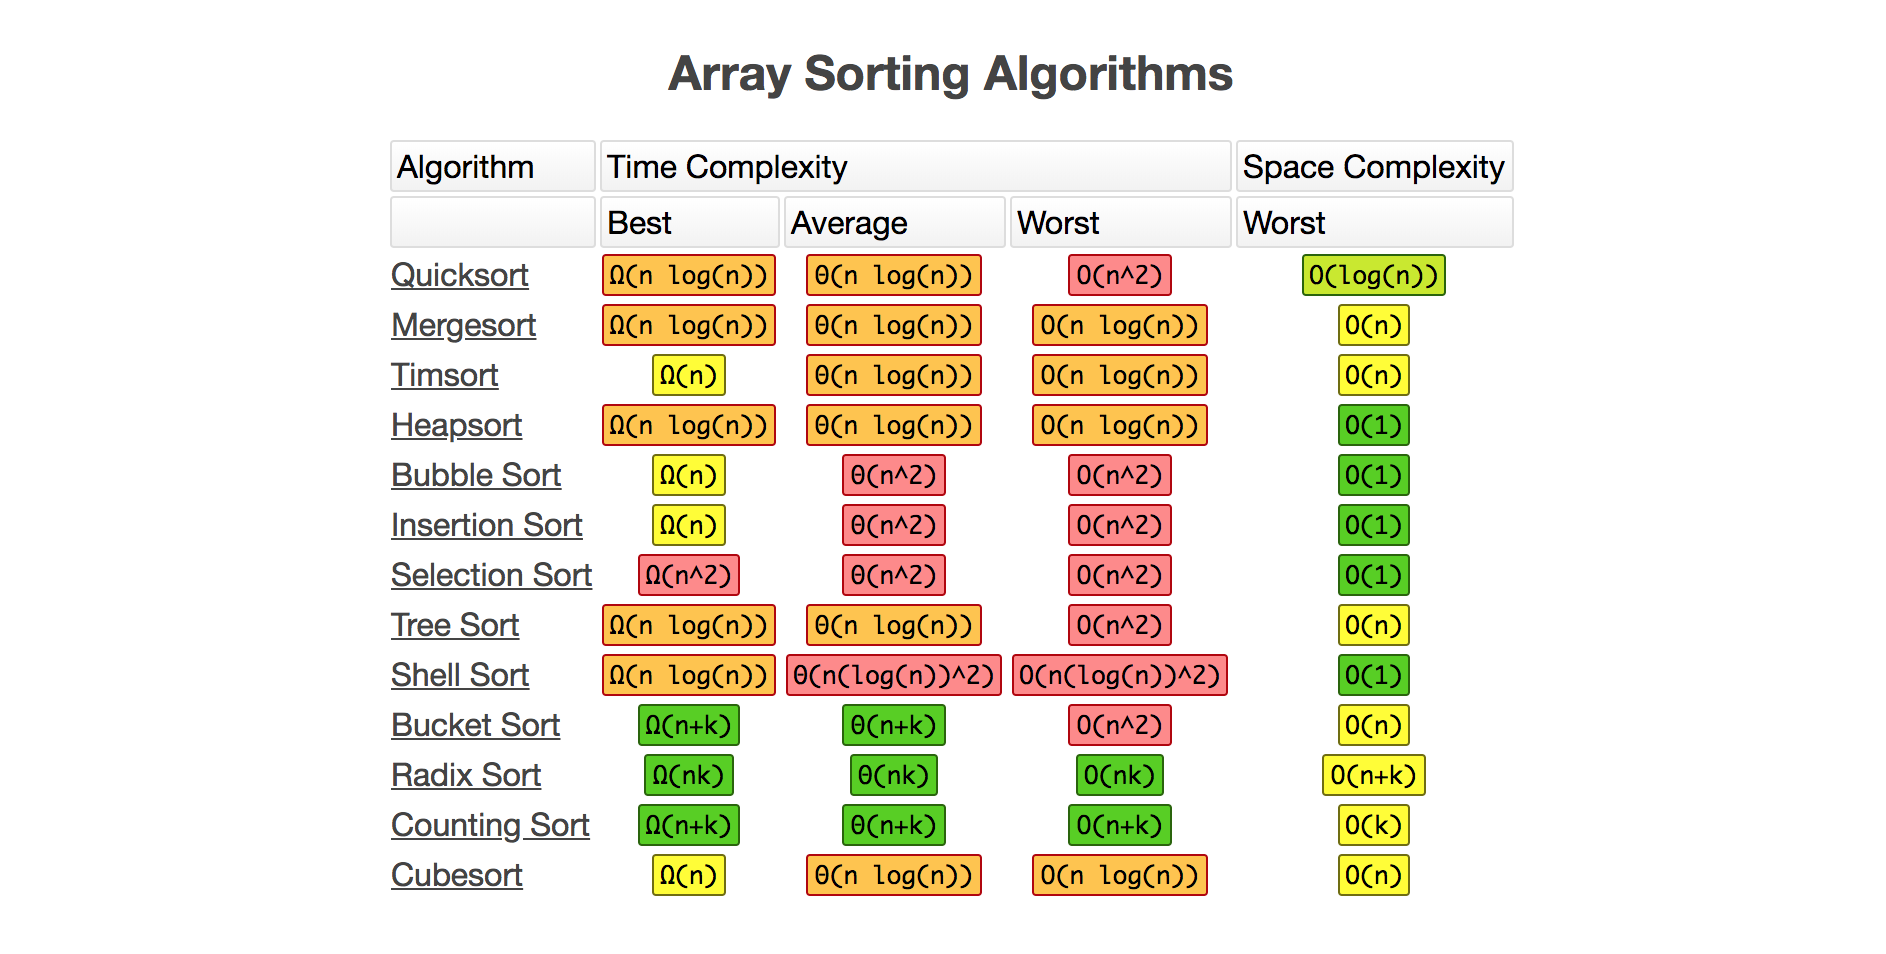 Array Sorting Algorithms
Algorithm Time Complexity Space Complexity
Best Average Worst Worst
Quicksort Ω(n log(n)) Θ(n log(n)) O(n^2) O(log(n))
Mergesort Ω(n log(n)) Θ(n log(n)) O(n log(n)) O(n)
Timsort Ω(n) Θ(n log(n)) O(n log(n)) O(n)
Heapsort Ω(n log(n)) Θ(n log(n)) O(n log(n)) O(1)
Bubble Sort Ω(n) Θ(n^2) O(n^2) O(1)
Insertion Sort Ω(n) Θ(n^2) O(n^2) O(1)
Selection Sort Ω(n^2) Θ(n^2) O(n^2) O(1)
Tree Sort Ω(n log(n)) Θ(n log(n)) O(n^2) O(n)
Shell Sort Ω(n log(n)) Θ(n(log(n))^2) O(n(log(n))^2) O(1)
Bucket Sort Ω(n+k) Θ(n+k) O(n^2) O(n)
Radix Sort Ω(nk) Θ(nk) O(nk) O(n+k)
Counting Sort Ω(n+k) Θ(n+k) O(n+k) O(k)
Cubesort Ω(n) Θ(n log(n)) O(n log(n)) O(n)